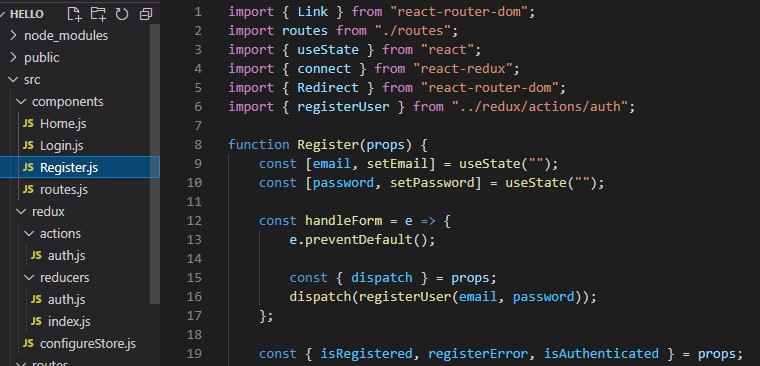 HELLO
node_modules
public
src
components
JS Home.js
JS Login.js
JS Register.js
JS routes.js
redux
actions
JS auth.js
reducers
JS auth.js
JS index.js
JS configureStore.js
routes
1 import { Link } from "react-router-dom";
2 import routes from "./routes";
3 import { useState } from "react";
4 import { connect } from "react-redux";
5 import { Redirect } from "react-router-dom";
6 import { registerUser } from "../redux/actions/auth";
7
8 function Register(props) {
9 const [email, setEmail] = useState("");
10 const [password, setPassword] = useState("");
11
12 const handleForm = e => {
13 e.preventDefault();
14
15 const { dispatch } = props;
16 dispatch(registerUser(email, password));
17 };
18
19 const { isRegistered, registerError, isAuthenticated } = props;